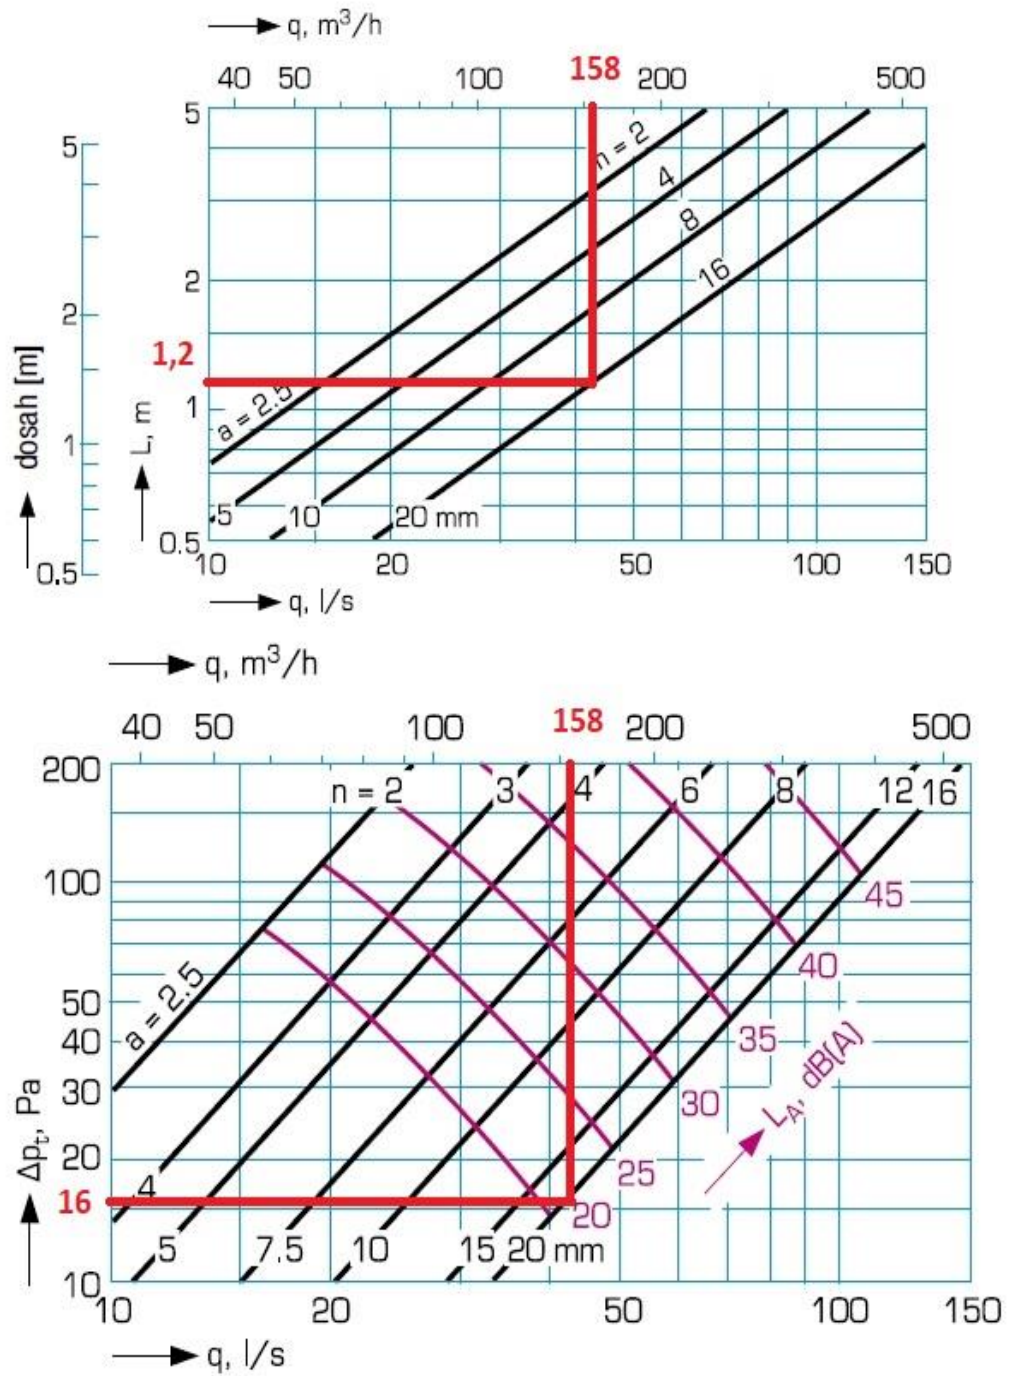 q, m³/h
40 50 100 158 200 500
5 5
n = 2
4
8
16
2
2
1,2
a = 2.5
1
1
dosah [m]
L, m
5 10 20 mm
0.5
0.5
10 20 50 100 150
q, l/s
q, m³/h
40 50 100 158 200 500
200
n = 2 3 4 6 8 12 16
100
45
40
a = 2.5
50
40
35
30
30
L_A, dB(A)
Δp_t, Pa
20
25
4
16
20
5 7.5 10 15 20 mm
10
10 20 50 100 150
q, l/s